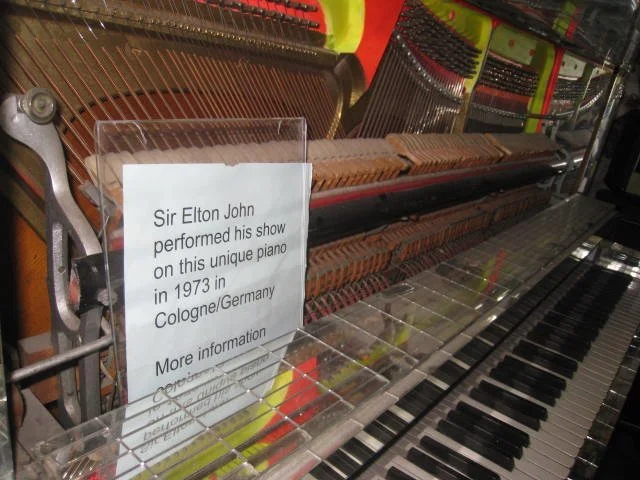 Sir Elton John
performed his show
on this unique piano
in 1973 in
Cologne/Germany
More information